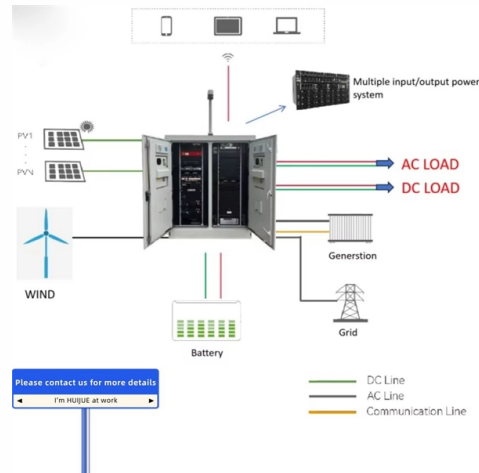 Multiple input/output power
system
PV1
PVN
AC LOAD
DC LOAD
WIND
Generstion
Grid
Battery
Please contact us for more details
I'm HUIJUE at work
DC Line
AC Line
Communication Line